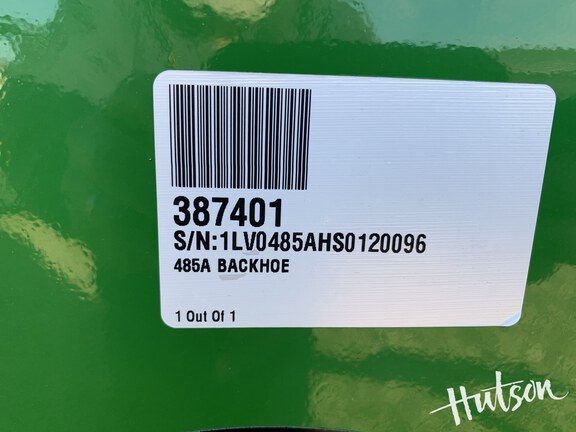 387401
S/N:1LV0485AHS0120096
485A BACKHOE
1 Out Of 1
Hutson